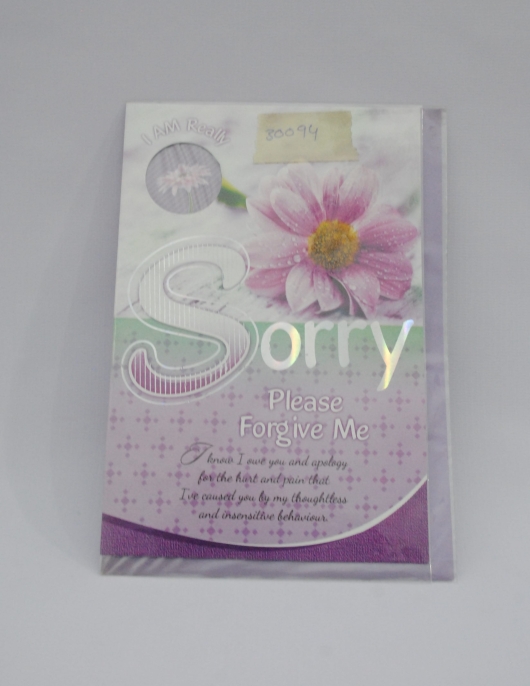 I AM Really
30094
Sorry
Please
Forgive Me
I know I owe you and apology
for the hurt and pain that
I've caused you by my thoughtless
and insensitive behaviour.